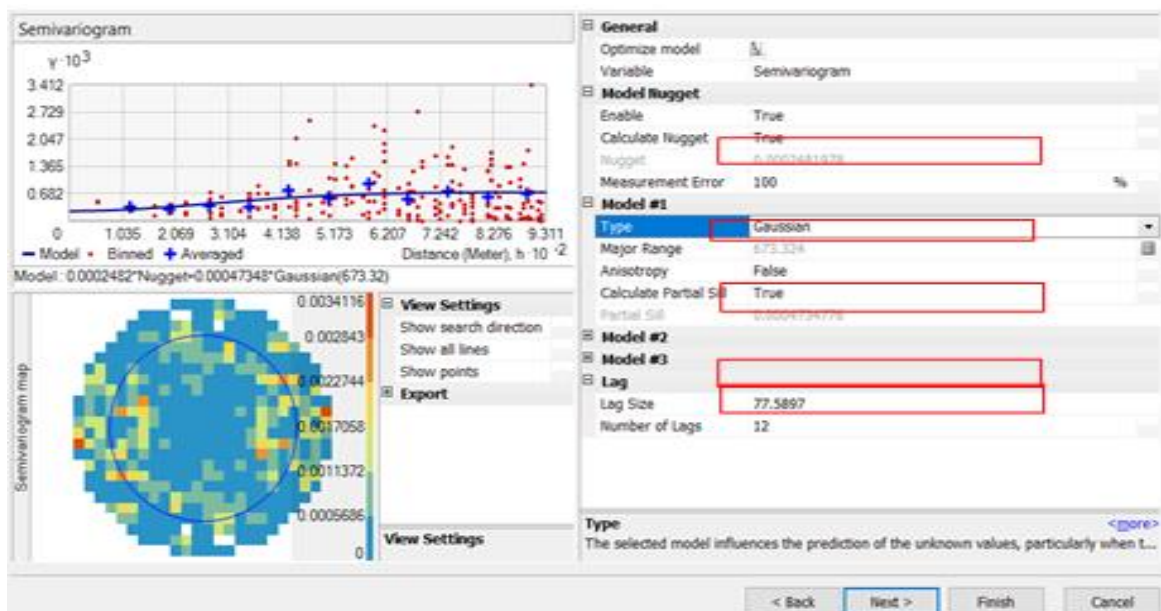 Semivariogram
γ · 10 3
3.412
2.729
2.047
1.365
0.682
0 1.035 2.069 3.104 4.138 5.173 6.207 7.242 8.276 9.311
Model Binned Averaged Distance (Meter), h · 10 -2
Model : 0.0002482*Nugget+0.00047348*Gaussian(673.32)
Semivariogram map
0.0034116
0.002843
0.0022744
0.0017058
0.0011372
0.0005686
0
View Settings
Show search direction
Show all lines
Show points
Export
View Settings
General
Optimize model
Variable Semivariogram
Model Nugget
Enable True
Calculate Nugget True
Nugget 0.0002481978
Measurement Error 100 %
Model #1
Type Gaussian
Major Range 673.324
Anisotropy False
Calculate Partial Sill True
Partial Sill 0.0004734778
Model #2
Model #3
Lag
Lag Size 77.5897
Number of Lags 12
Type <more>
The selected model influences the prediction of the unknown values, particularly when t...
< Back Next > Finish Cancel